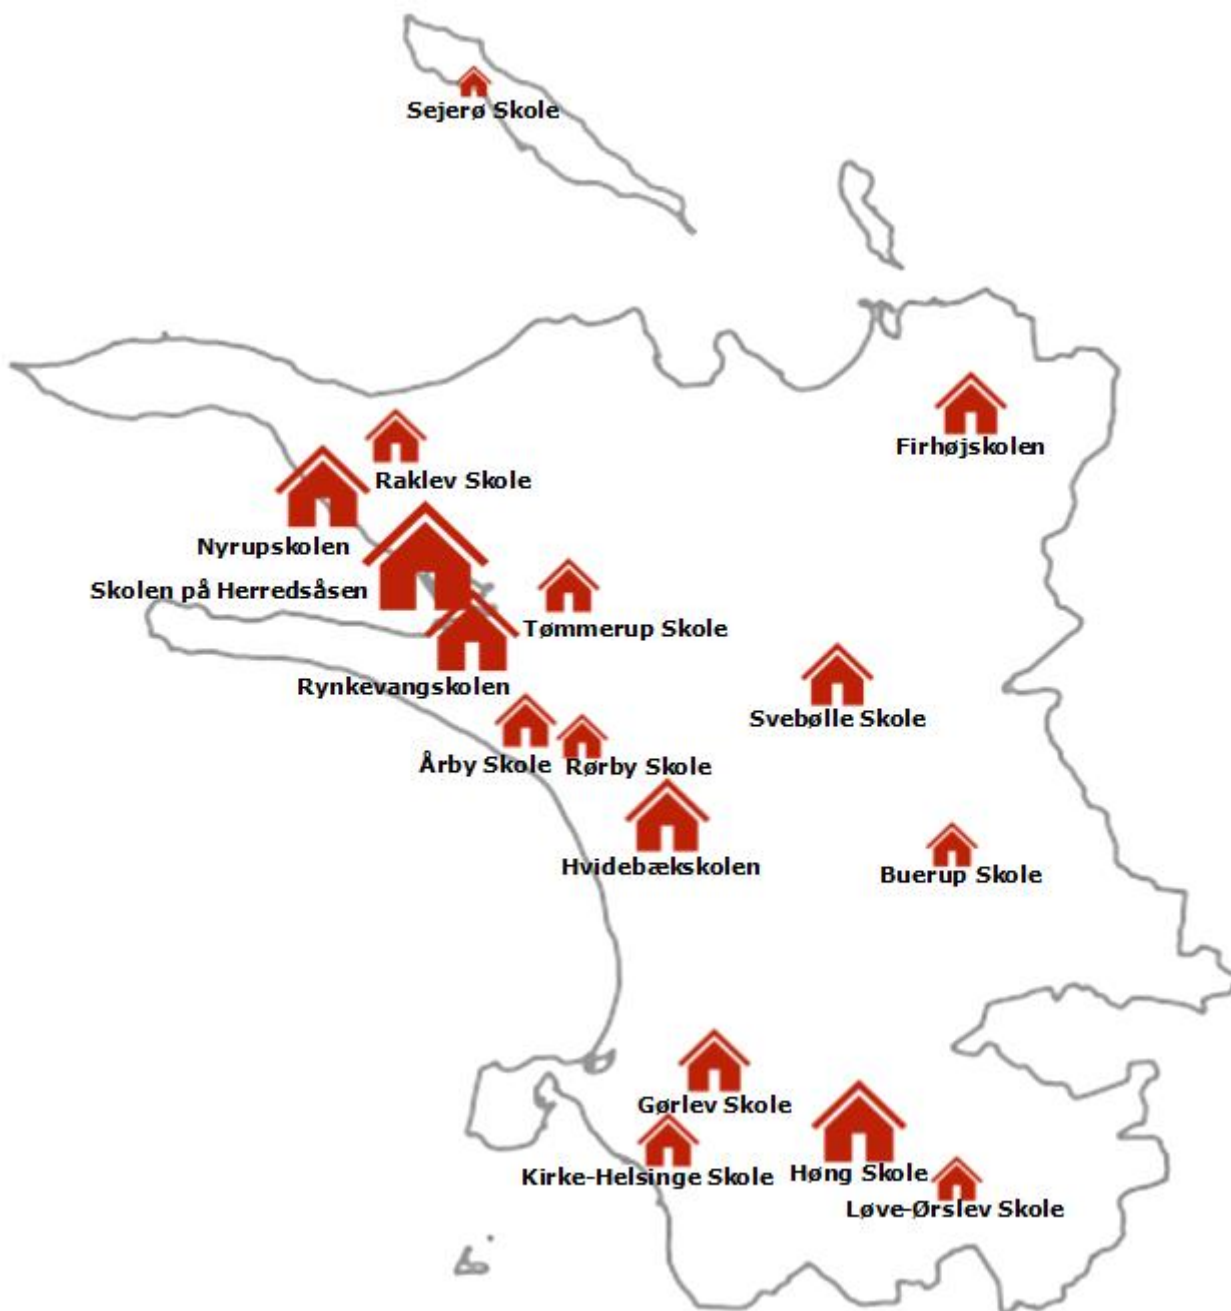 Sejerø Skole
Firhøjskolen
Raklev Skole
Nyrupskolen
Skolen på Herredsåsen
Tømmerup Skole
Rynkevangskolen
Svebølle Skole
Årby Skole
Rørby Skole
Hvidebækskolen
Buerup Skole
Gørlev Skole
Kirke-Helsinge Skole
Høng Skole
Løve-Ørslev Skole